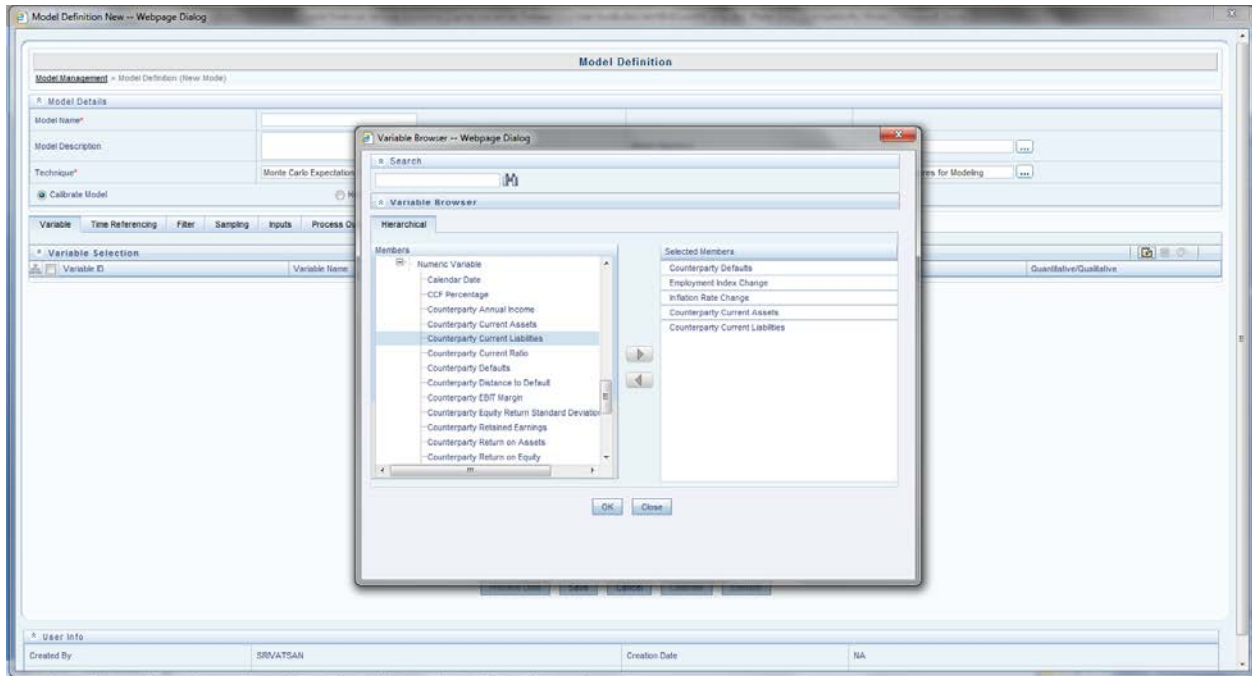 Model Definition New -- Webpage Dialog
Model Definition
Model Management » Model Definition (New Mode)
Model Details
Model Name*
Model Description
Technique*
Monte Carlo Expectation
es for Modeling
Calibrate Model
Variable Time Referencing Filter Sampling Inputs Process
Variable Selection
Variable ID
Variable Name
Quantitative/Qualitative
Variable Browser -- Webpage Dialog
Search
Variable Browser
Hierarchical
Members
Numeric Variable
Calendar Date
CCF Percentage
Counterparty Annual Income
Counterparty Current Assets
Counterparty Current Liabilities
Counterparty Current Ratio
Counterparty Defaults
Counterparty Distance to Default
Counterparty EBIT Margin
Counterparty Equity Return Standard Deviation
Counterparty Retained Earnings
Counterparty Return on Assets
Counterparty Return on Equity
Selected Members
Counterparty Defaults
Employment Index Change
Inflation Rate Change
Counterparty Current Assets
Counterparty Current Liabilities
OK Close
Save Cancel
User Info
Created By
SRIVATSAN
Creation Date
NA